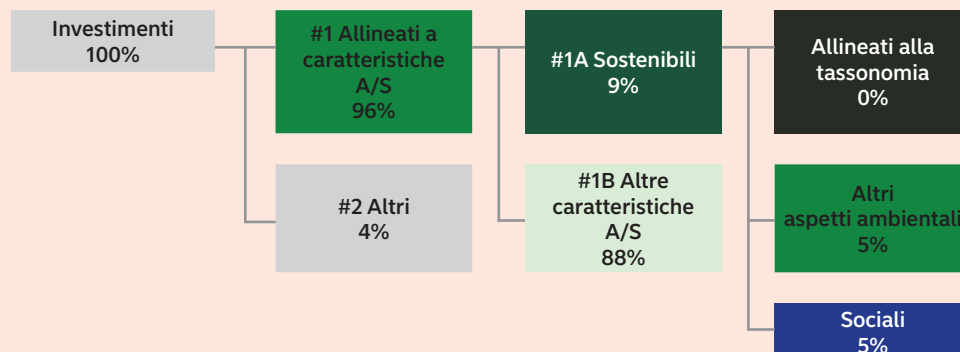 Investimenti
100%
#1 Allineati a
caratteristiche
A/S
96%
#1A Sostenibili
9%
Allineati alla
tassonomia
0%
#2 Altri
4%
#1B Altre
caratteristiche
A/S
88%
Altri
aspetti ambientali
5%
Sociali
5%